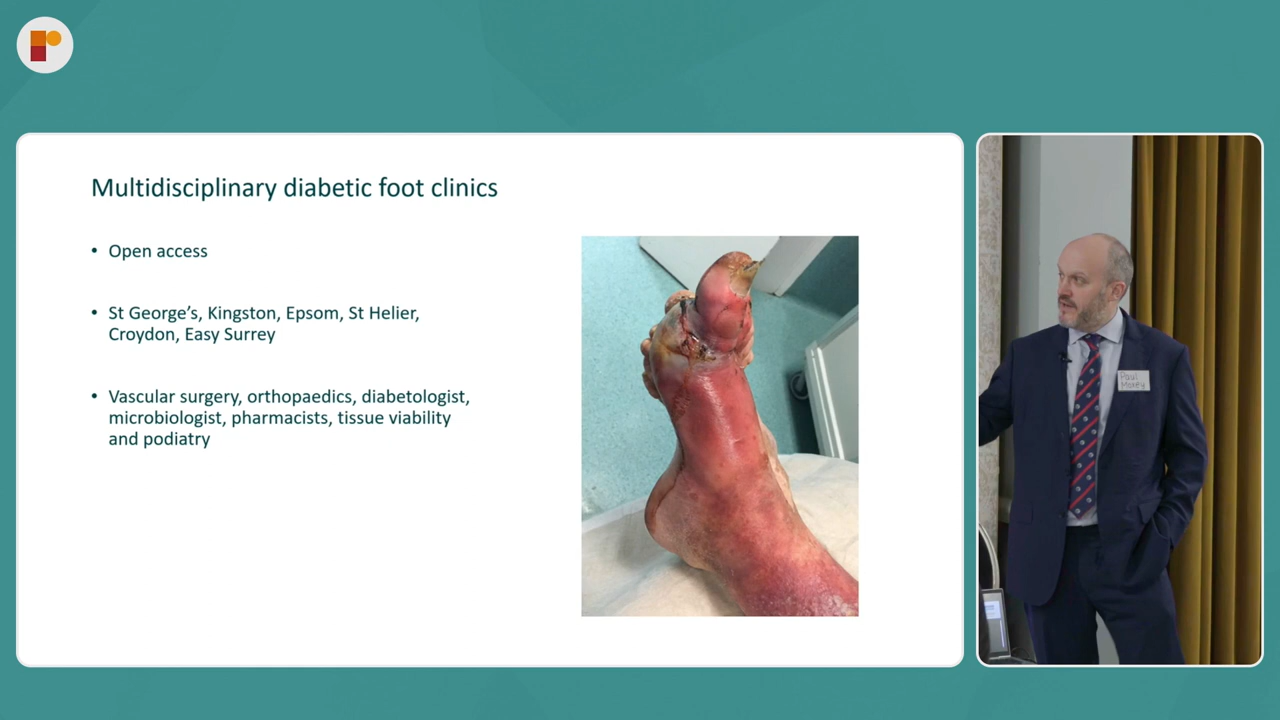 Multidisciplinary diabetic foot clinics
• Open access
• St George’s, Kingston, Epsom, St Helier,
Croydon, Easy Surrey
• Vascular surgery, orthopaedics, diabetologist,
microbiologist, pharmacists, tissue viability
and podiatry
Paul
Moxey